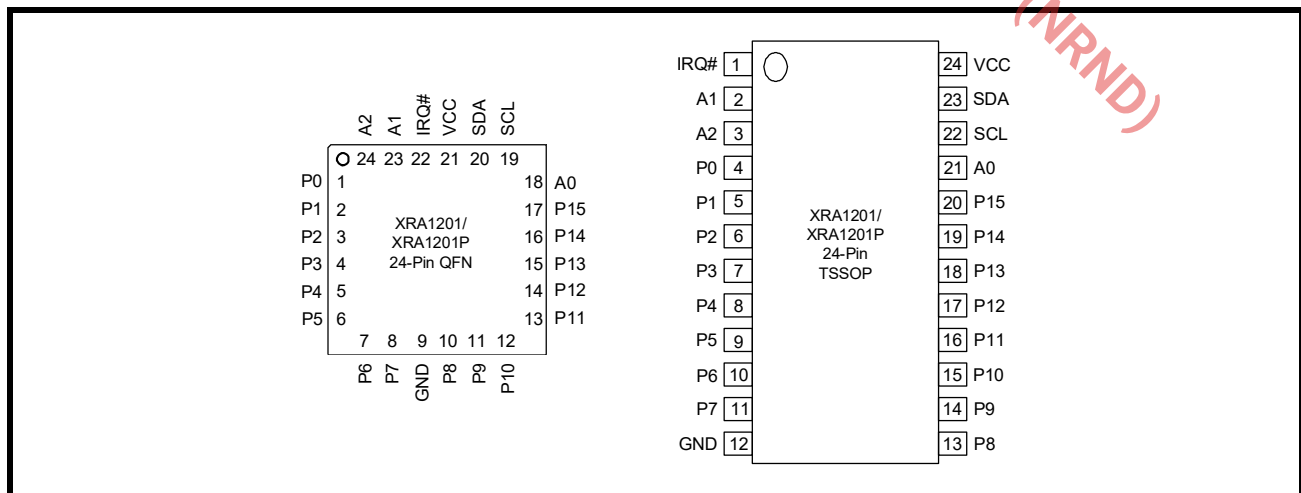 (NRND)
A2 A1 IRQ# VCC SDA SCL
24 23 22 21 20 19
P0 1 18 A0
P1 2 17 P15
P2 3 16 P14
P3 4 15 P13
P4 5 14 P12
P5 6 13 P11
XRA1201/
XRA1201P
24-Pin QFN
7 8 9 10 11 12
P6 P7 GND P8 P9 P10
IRQ# 1 24 VCC
A1 2 23 SDA
A2 3 22 SCL
P0 4 21 A0
P1 5 20 P15
P2 6 19 P14
P3 7 18 P13
P4 8 17 P12
P5 9 16 P11
P6 10 15 P10
P7 11 14 P9
GND 12 13 P8
XRA1201/
XRA1201P
24-Pin
TSSOP